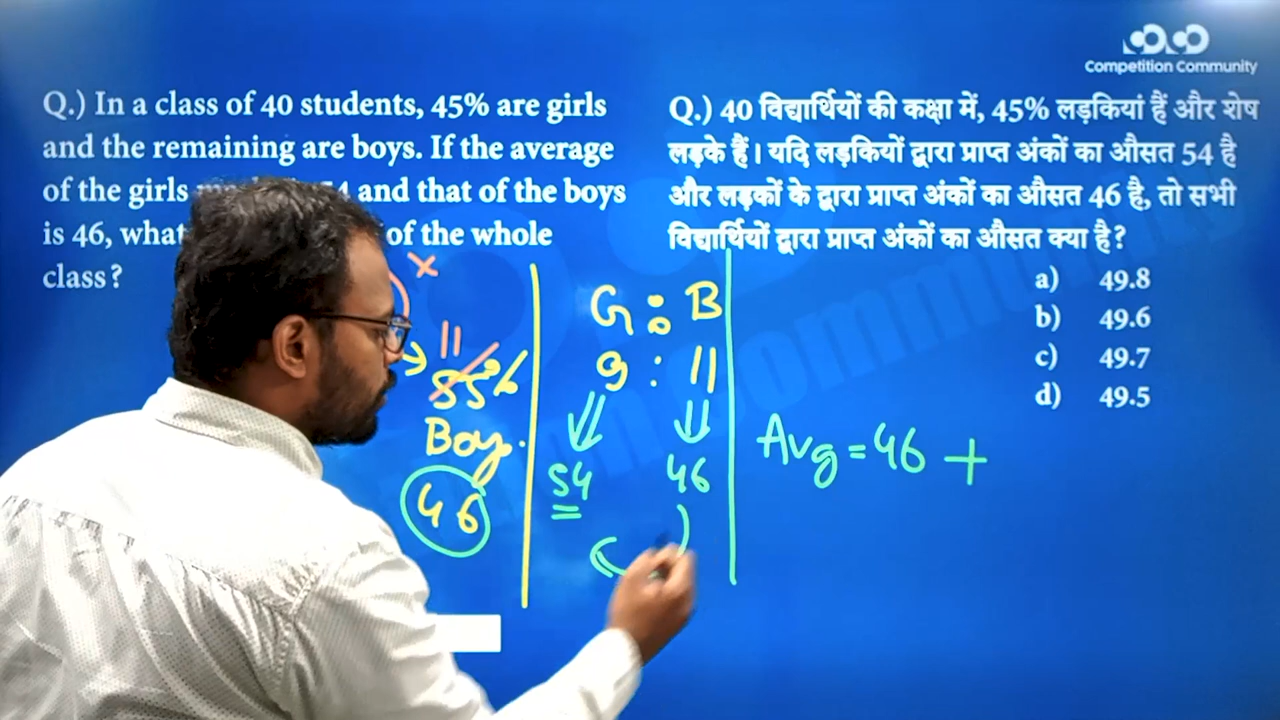 Competition Community
Q.) In a class of 40 students, 45% are girls
and the remaining are boys. If the average
of the girls 54 and that of the boys
is 46, what of the whole
class?
Q.) 40 विद्यार्थियों की कक्षा में, 45% लड़कियां हैं और शेष
लड़के हैं। यदि लड़कियों द्वारा प्राप्त अंकों का औसत 54 है
और लड़कों के द्वारा प्राप्त अंकों का औसत 46 है, तो सभी
विद्यार्थियों द्वारा प्राप्त अंकों का औसत क्या है?
a) 49.8
b) 49.6
c) 49.7
d) 49.5
11
55%
Boy.
46
G : B
9 : 11
54 46
Avg = 46 +